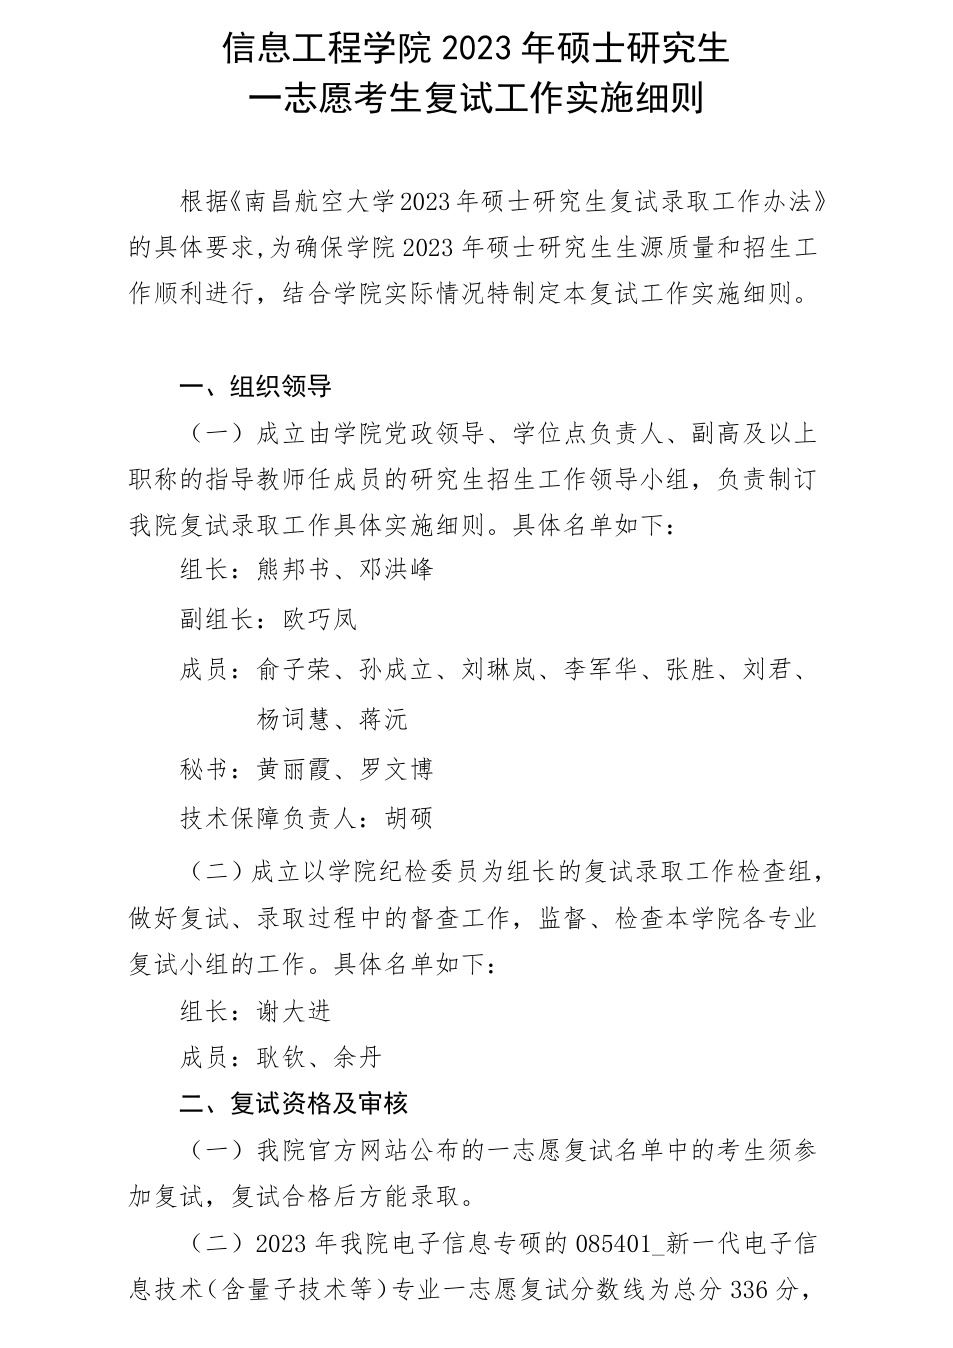 信息工程学院 2023 年硕士研究生
一志愿考生复试工作实施细则
根据《南昌航空大学 2023 年硕士研究生复试录取工作办法》
的具体要求,为确保学院 2023 年硕士研究生生源质量和招生工
作顺利进行，结合学院实际情况特制定本复试工作实施细则。
一、组织领导
（一）成立由学院党政领导、学位点负责人、副高及以上
职称的指导教师任成员的研究生招生工作领导小组，负责制订
我院复试录取工作具体实施细则。具体名单如下：
组长：熊邦书、邓洪峰
副组长：欧巧凤
成员：俞子荣、孙成立、刘琳岚、李军华、张胜、刘君、
杨词慧、蒋沅
秘书：黄丽霞、罗文博
技术保障负责人：胡硕
（二）成立以学院纪检委员为组长的复试录取工作检查组，
做好复试、录取过程中的督查工作，监督、检查本学院各专业
复试小组的工作。具体名单如下：
组长：谢大进
成员：耿钦、余丹
二、复试资格及审核
（一）我院官方网站公布的一志愿复试名单中的考生须参
加复试，复试合格后方能录取。
（二）2023 年我院电子信息专硕的 085401_新一代电子信
息技术（含量子技术等）专业一志愿复试分数线为总分 336 分，